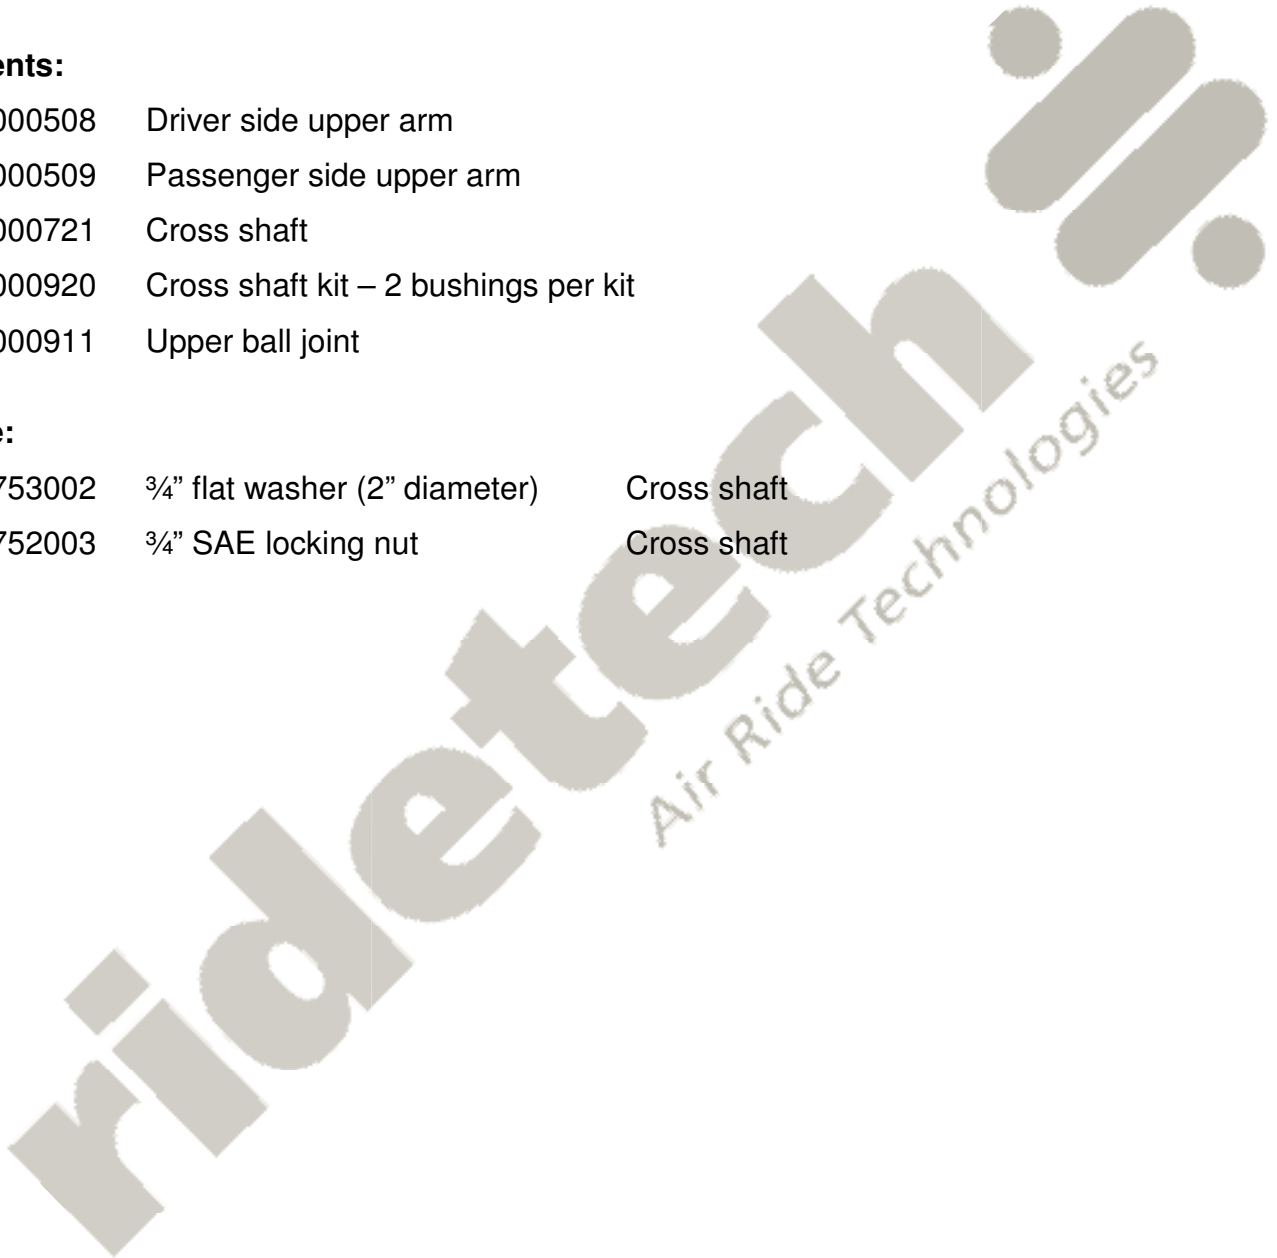 ents:
000508 Driver side upper arm
000509 Passenger side upper arm
000721 Cross shaft
000920 Cross shaft kit – 2 bushings per kit
000911 Upper ball joint
e:
753002 ¾” flat washer (2” diameter) Cross shaft
752003 ¾” SAE locking nut Cross shaft
ridetech
Air Ride Technologies